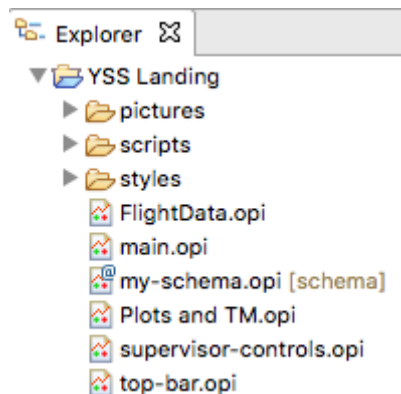 Explorer
YSS Landing
pictures
scripts
styles
FlightData.opi
main.opi
my-schema.opi [schema]
Plots and TM.opi
supervisor-controls.opi
top-bar.opi